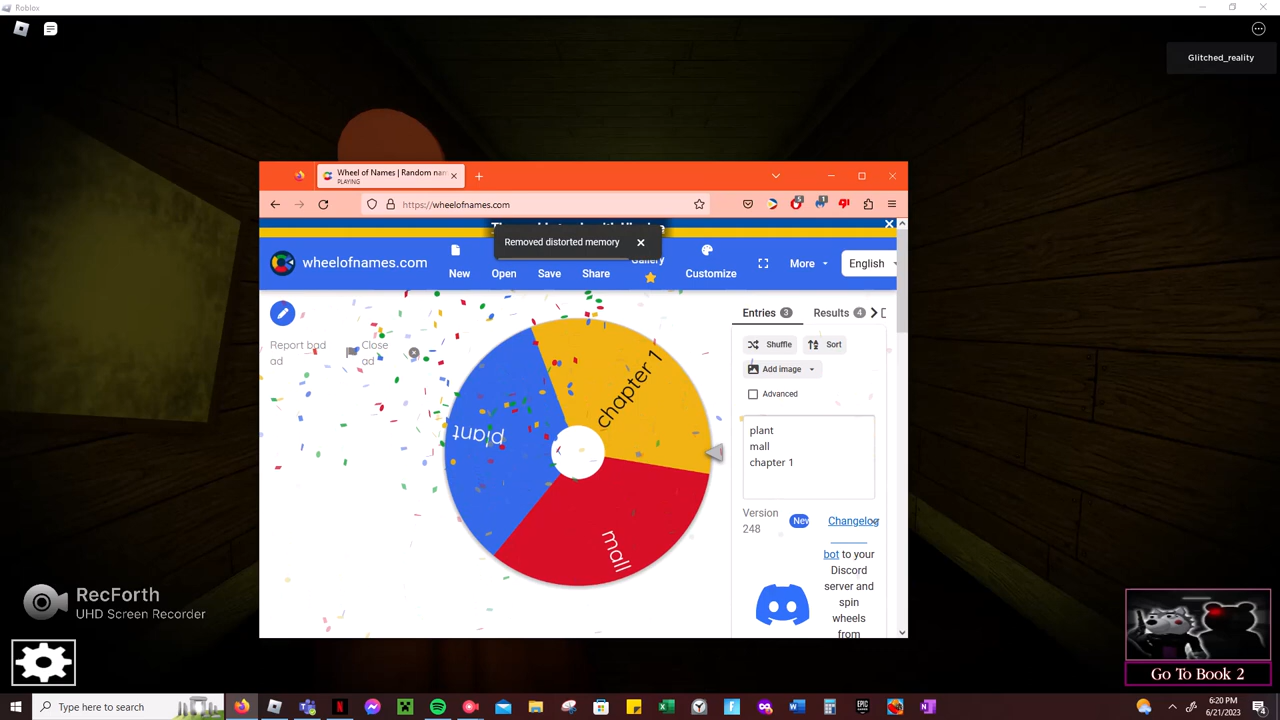 Roblox
Glitched_reality
Wheel of Names | Random nam
PLAYING
https://wheelofnames.com
Removed distorted memory
wheelofnames.com
New
Open
Save
Share
Gallery
Customize
More
English
Report bad
ad
Close
ad
Entries 3
Results 4
Shuffle
Sort
Add image
Advanced
plant
mall
chapter 1
chapter 1
plant
mall
Version
248
New
Changelog
bot to your
Discord
server and
spin
wheels
from
RecForth
UHD Screen Recorder
Go To Book 2
Type here to search
6:20 PM
6/21/2023